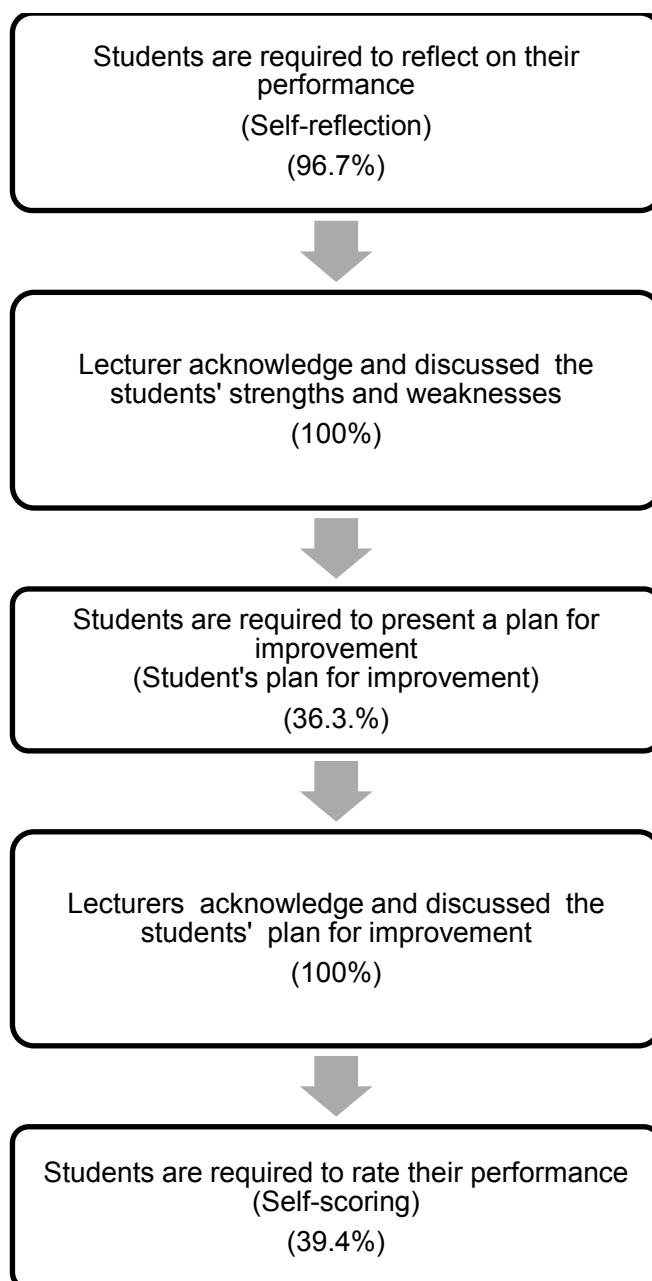 Students are required to reflect on their
performance
(Self-reflection)
(96.7%)
Lecturer acknowledge and discussed the
students' strengths and weaknesses
(100%)
Students are required to present a plan for
improvement
(Student's plan for improvement)
(36.3.%)
Lecturers acknowledge and discussed the
students' plan for improvement
(100%)
Students are required to rate their performance
(Self-scoring)
(39.4%)